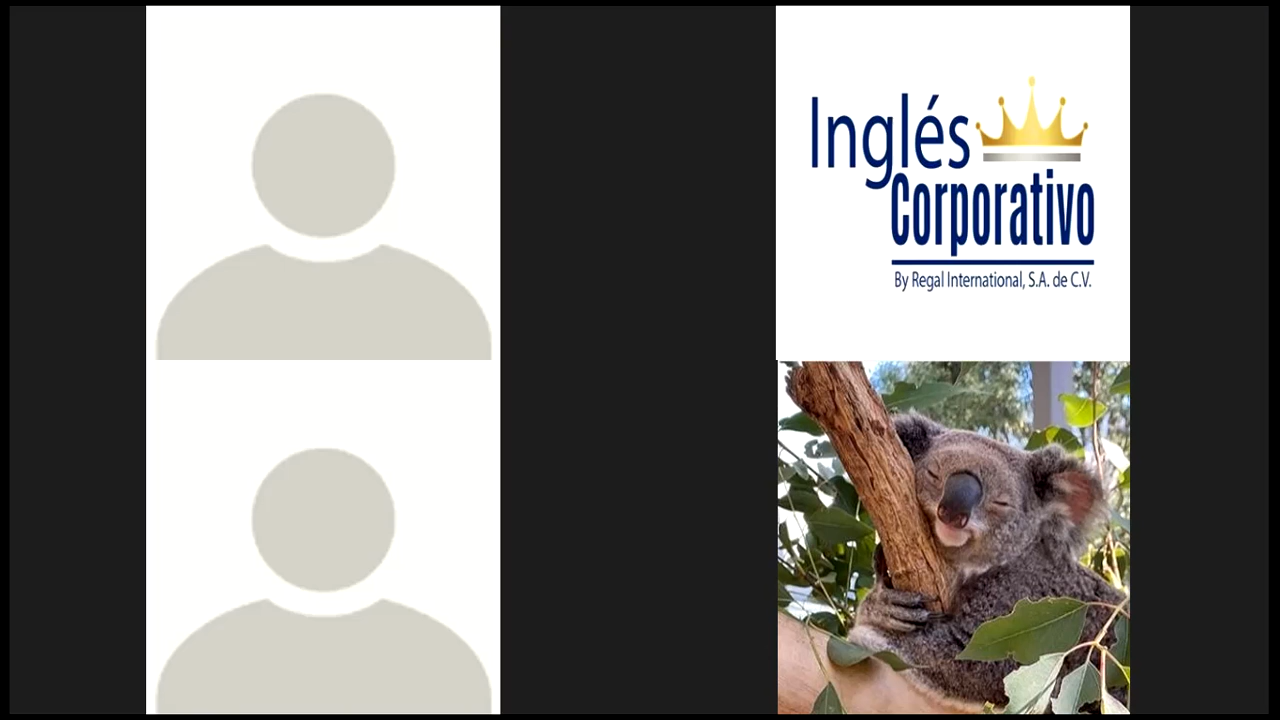 Inglés
Corporativo
By Regal International, S.A. de C.V.